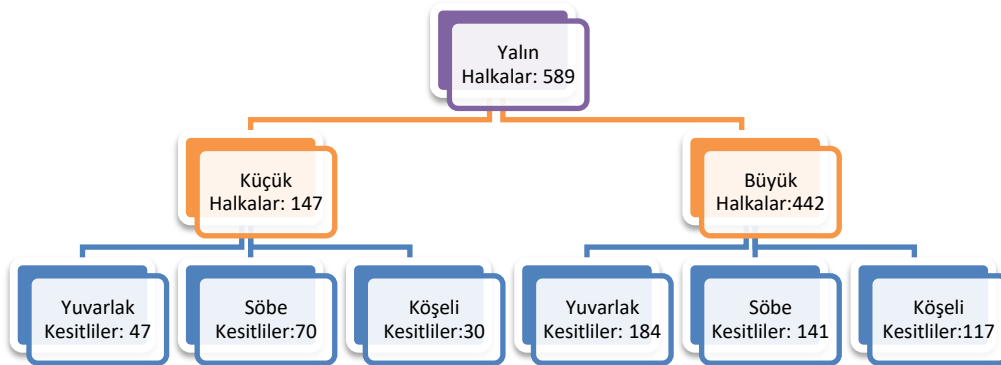 Yalın
Halkalar: 589
Küçük
Halkalar: 147
Büyük
Halkalar:442
Yuvarlak
Kesitliler: 47
Söbe
Kesitliler:70
Köşeli
Kesitliler:30
Yuvarlak
Kesitliler: 184
Söbe
Kesitliler: 141
Köşeli
Kesitliler:117